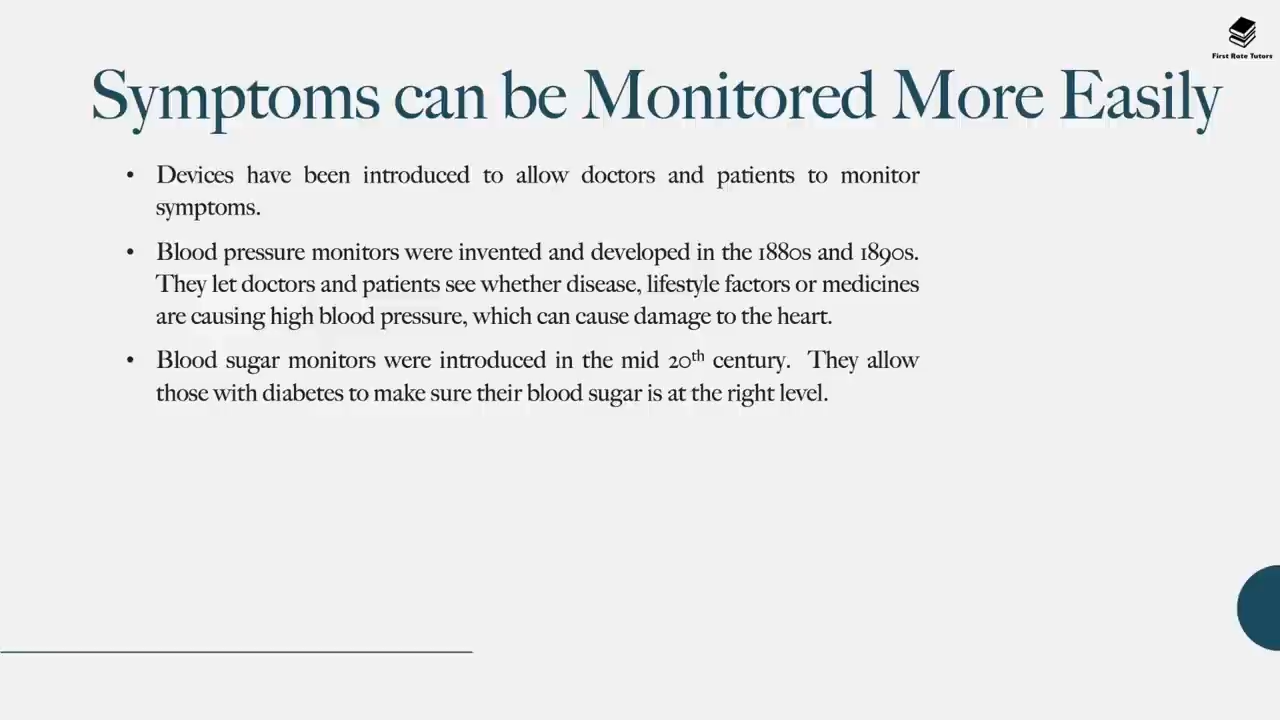 First Rate Tutors
Symptoms can be Monitored More Easily
• Devices have been introduced to allow doctors and patients to monitor
symptoms.
• Blood pressure monitors were invented and developed in the 1880s and 1890s.
They let doctors and patients see whether disease, lifestyle factors or medicines
are causing high blood pressure, which can cause damage to the heart.
• Blood sugar monitors were introduced in the mid 20th century. They allow
those with diabetes to make sure their blood sugar is at the right level.